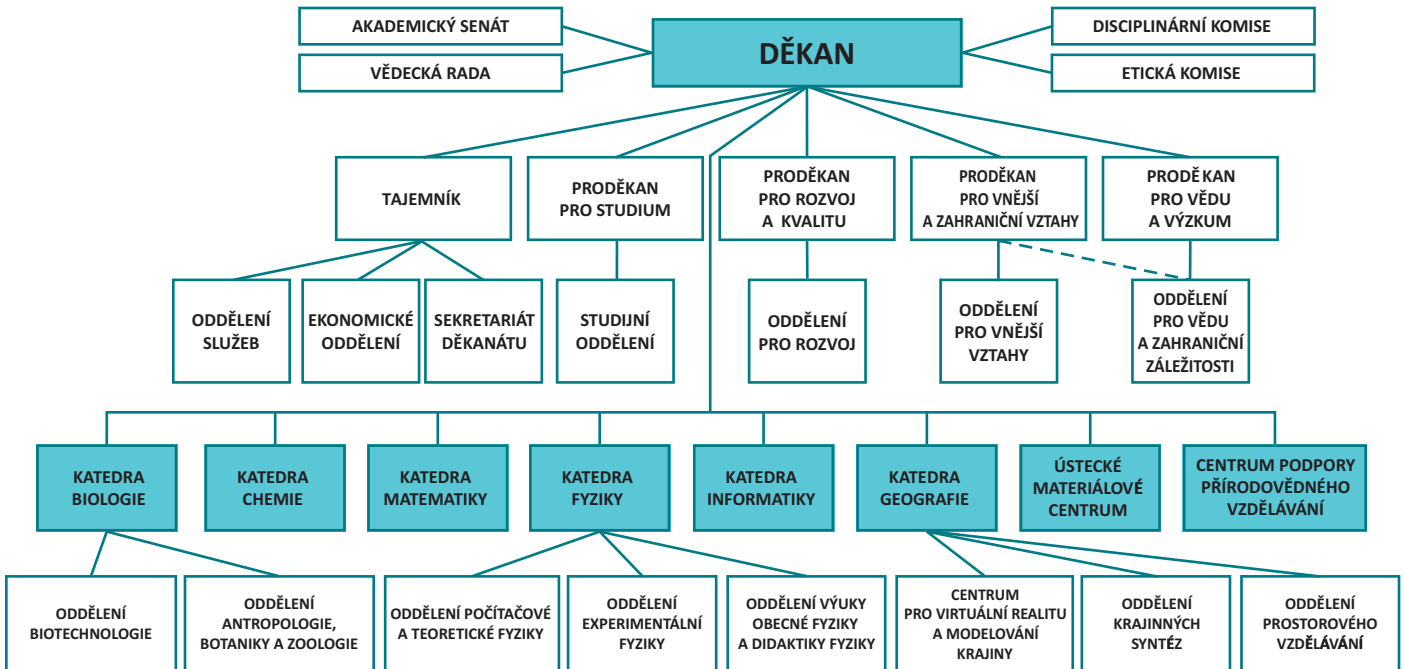 AKADEMICKÝ SENÁT
VĚDECKÁ RADA
DĚKAN
DISCIPLINÁRNÍ KOMISE
ETICKÁ KOMISE
TAJEMNÍK
PRODĚKAN
PRO STUDIUM
PRODĚKAN
PRO ROZVOJ
A KVALITU
PRODĚKAN
PRO VNĚJŠÍ
A ZAHRANIČNÍ VZTAHY
PRODĚKAN
PRO VĚDU
A VÝZKUM
ODDĚLENÍ
SLUŽEB
EKONOMICKÉ
ODDĚLENÍ
SEKRETARIÁT
DĚKANÁTU
STUDIJNÍ
ODDĚLENÍ
ODDĚLENÍ
PRO ROZVOJ
ODDĚLENÍ
PRO VNĚJŠÍ
VZTAHY
ODDĚLENÍ
PRO VĚDU
A ZAHRANIČNÍ
ZÁLEŽITOSTI
KATEDRA
BIOLOGIE
KATEDRA
CHEMIE
KATEDRA
MATEMATIKY
KATEDRA
FYZIKY
KATEDRA
INFORMATIKY
KATEDRA
GEOGRAFIE
ÚSTECKÉ
MATERIÁLOVÉ
CENTRUM
CENTRUM PODPORY
PŘÍRODOVĚDNÉHO
VZDĚLÁVÁNÍ
ODDĚLENÍ
BIOTECHNOLOGIE
ODDĚLENÍ
ANTROPOLOGIE,
BOTANIKY A ZOOLOGIE
ODDĚLENÍ POČÍTAČOVÉ
A TEORETICKÉ FYZIKY
ODDĚLENÍ
EXPERIMENTÁLNÍ
FYZIKY
ODDĚLENÍ VÝUKY
OBECNÉ FYZIKY
A DIDAKTIKY FYZIKY
CENTRUM
PRO VIRTUÁLNÍ REALITU
A MODELOVÁNÍ
KRAJINY
ODDĚLENÍ
KRAJINNÝCH
SYNTÉZ
ODDĚLENÍ
PROSTOROVÉHO
VZDĚLÁVÁNÍ